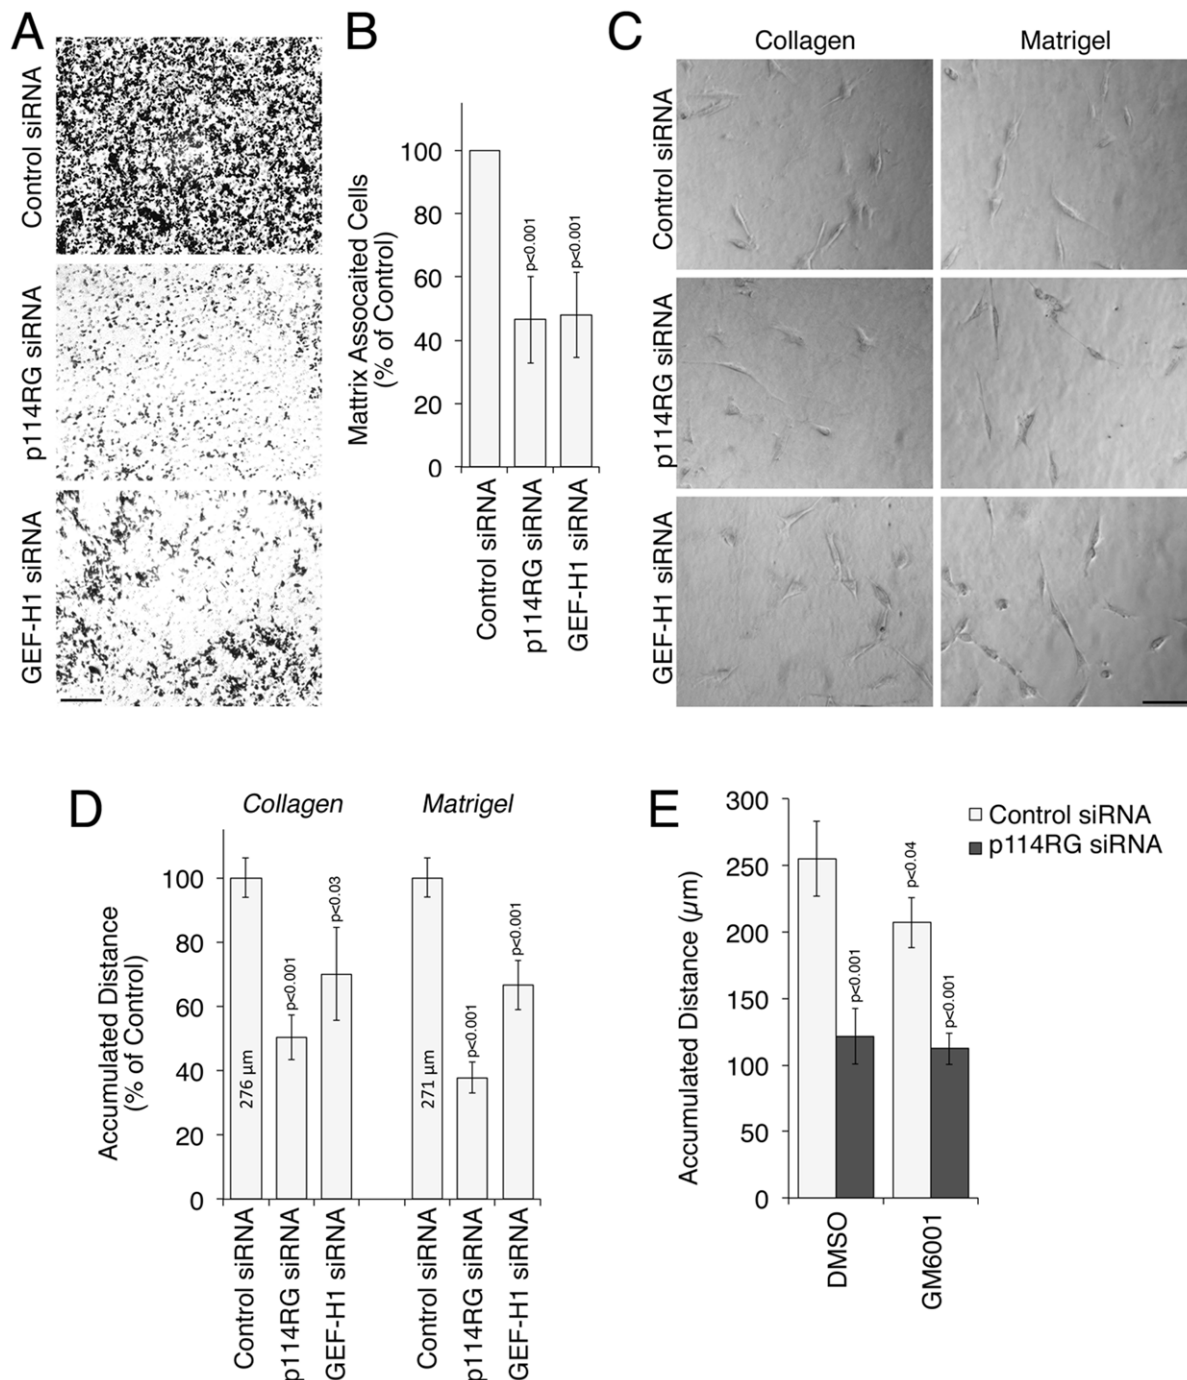 A
Control siRNA
p114RG siRNA
GEF-H1 siRNA
B
Mattrix Assocated Cells
(% of Control)
100
80
60
40
20
0
p<0.001
p<0.001
Control siRNA
p114RG siRNA
GEF-H1 siRNA
C
Collagen
Matrigel
Control siRNA
p114RG siRNA
GEF-H1 siRNA
D
Collagen
Matrigel
Accumulated Distance
(% of Control)
100
80
60
40
20
0
276 µm
p<0.001
p<0.03
271 µm
p<0.001
p<0.001
Control siRNA
p114RG siRNA
GEF-H1 siRNA
Control siRNA
p114RG siRNA
GEF-H1 siRNA
E
Accumulated Distance (µm)
300
250
200
150
100
50
0
p<0.001
p<0.04
p<0.001
Control siRNA
p114RG siRNA
DMSO
GM6001